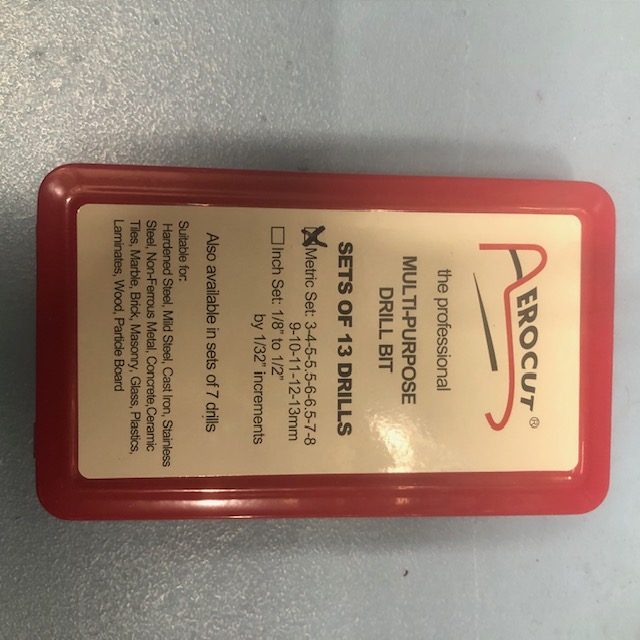 AEROCUT®
the professional
MULTI-PURPOSE
DRILL BIT
SETS OF 13 DRILLS
Metric Set: 3-4-5-5.5-6-6.5-7-8
9-10-11-12-13mm
Inch Set: 1/8" to 1/2"
by 1/32" increments
Also available in sets of 7 drills
Suitable for:
Hardened Steel, Mild Steel, Cast Iron, Stainless
Steel, Non-Ferrous Metal, Concrete,Ceramic
Tiles, Marble, Brick, Masonry, Glass, Plastics,
Laminates, Wood, Particle Board